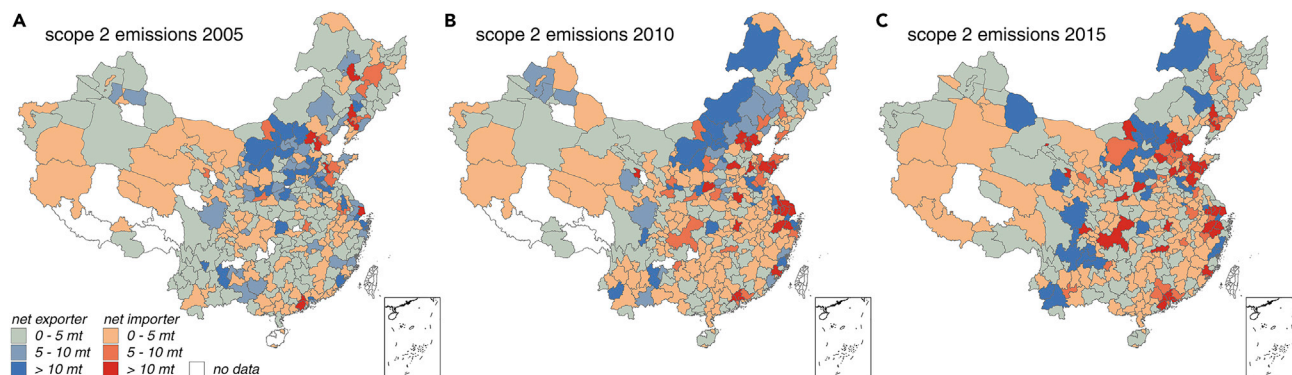 A
scope 2 emissions 2005
B
scope 2 emissions 2010
C
scope 2 emissions 2015
net exporter net importer
0 - 5 mt 0 - 5 mt
5 - 10 mt 5 - 10 mt
> 10 mt > 10 mt no data